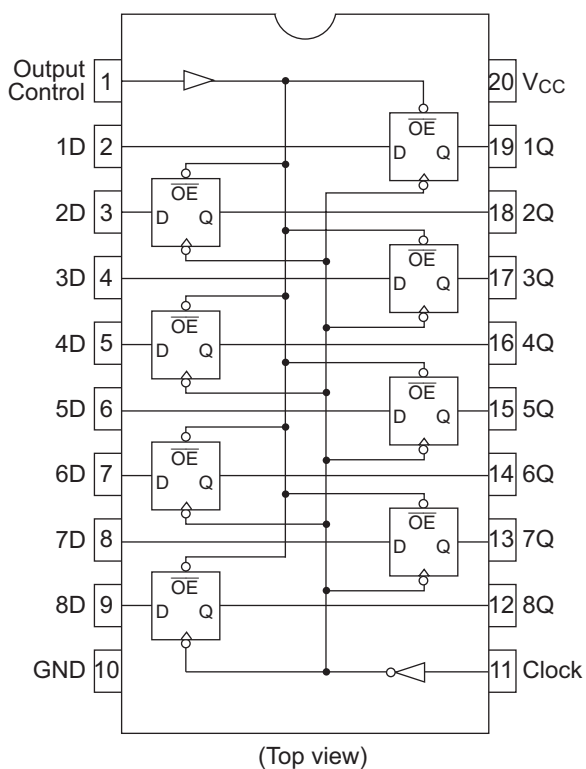 Output Control 1 20 VCC
OE
1D 2 D Q 19 1Q
OE
2D 3 D Q 18 2Q
OE
3D 4 D Q 17 3Q
OE
4D 5 D Q 16 4Q
OE
5D 6 D Q 15 5Q
OE
6D 7 D Q 14 6Q
OE
7D 8 D Q 13 7Q
OE
8D 9 D Q 12 8Q
GND 10 11 Clock
(Top view)